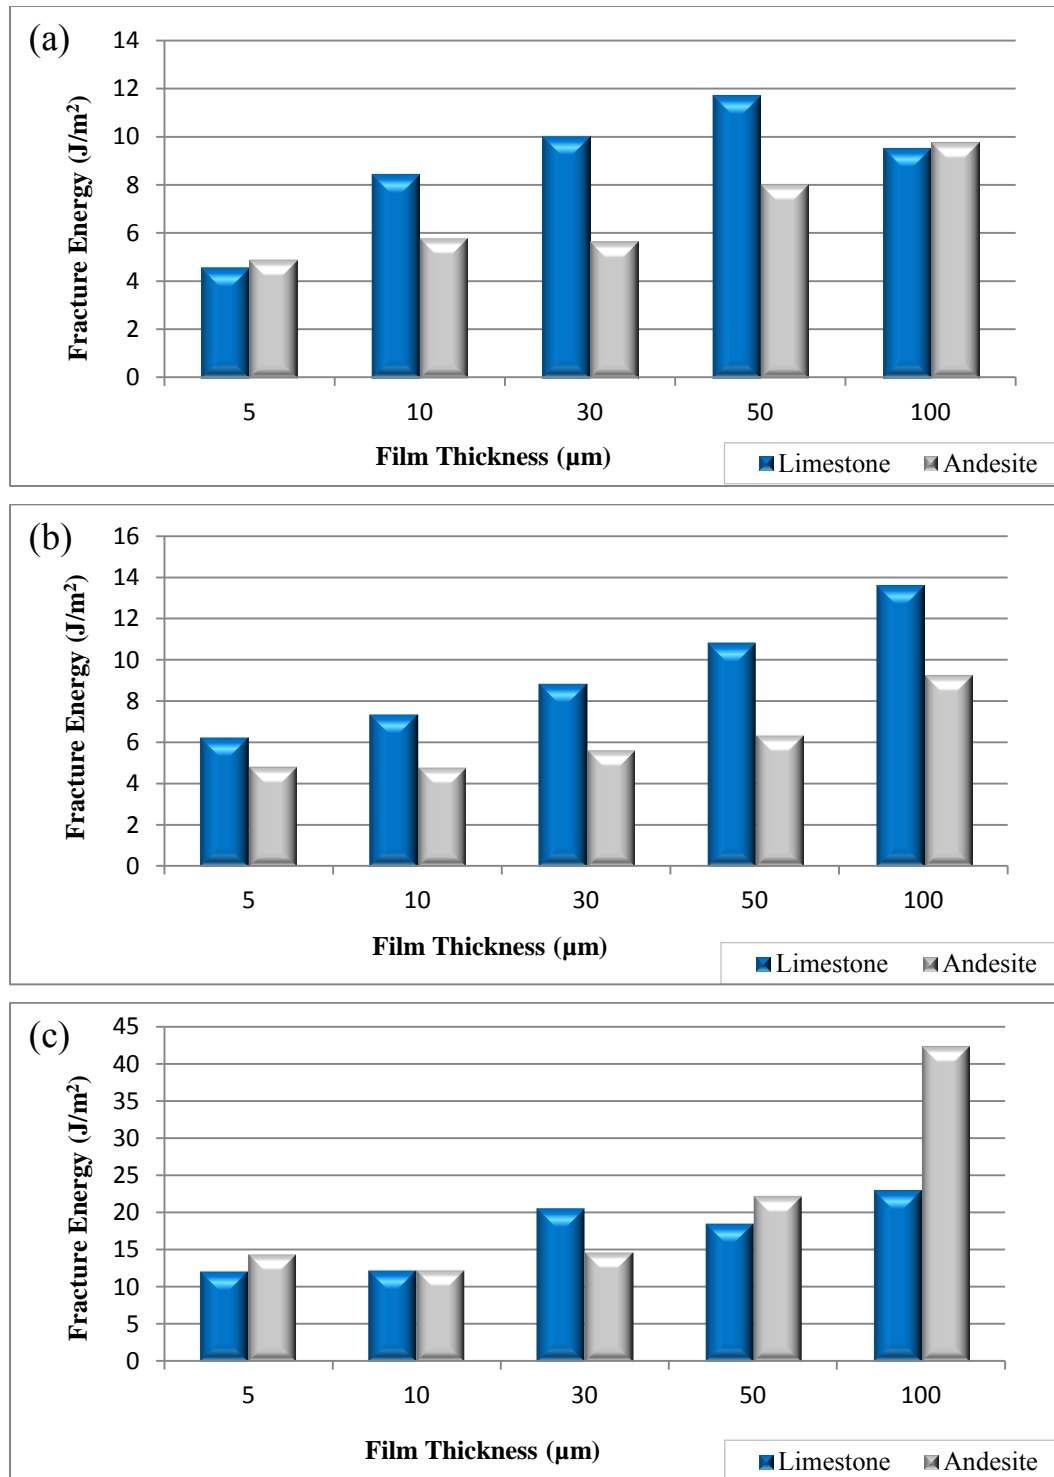 (a)
Fracture Energy (J/m²)
14
12
10
8
6
4
2
0
5 10 30 50 100
Film Thickness (µm)
Limestone Andesite
(b)
Fracture Energy (J/m²)
16
14
12
10
8
6
4
2
0
5 10 30 50 100
Film Thickness (µm)
Limestone Andesite
(c)
Fracture Energy (J/m²)
45
40
35
30
25
20
15
10
5
0
5 10 30 50 100
Film Thickness (µm)
Limestone Andesite